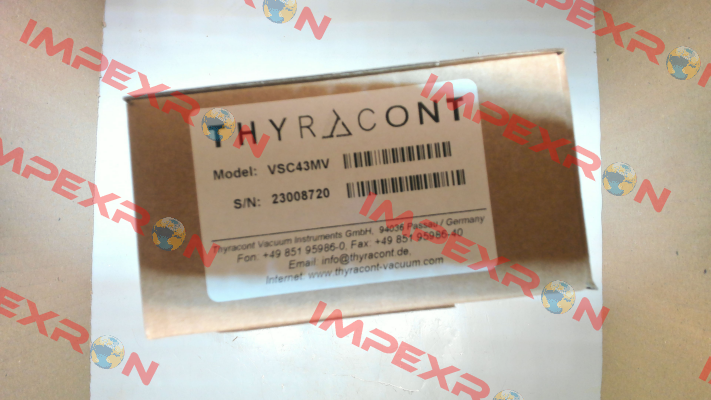 THYRACONT
Model: VSC43MV
S/N: 23008720
Thyracont Vacuum Instruments GmbH, 94036 Passau / Germany
Fon: +49 851 95986-0, Fax: +49 851 95986-40
Email: info@thyracont.de,
Internet: www.thyracont-vacuum.com
IMPEXRON
IMPEXRON
IMPEXRON
IMPEXRON
IMPEXRON
IMPEXRON